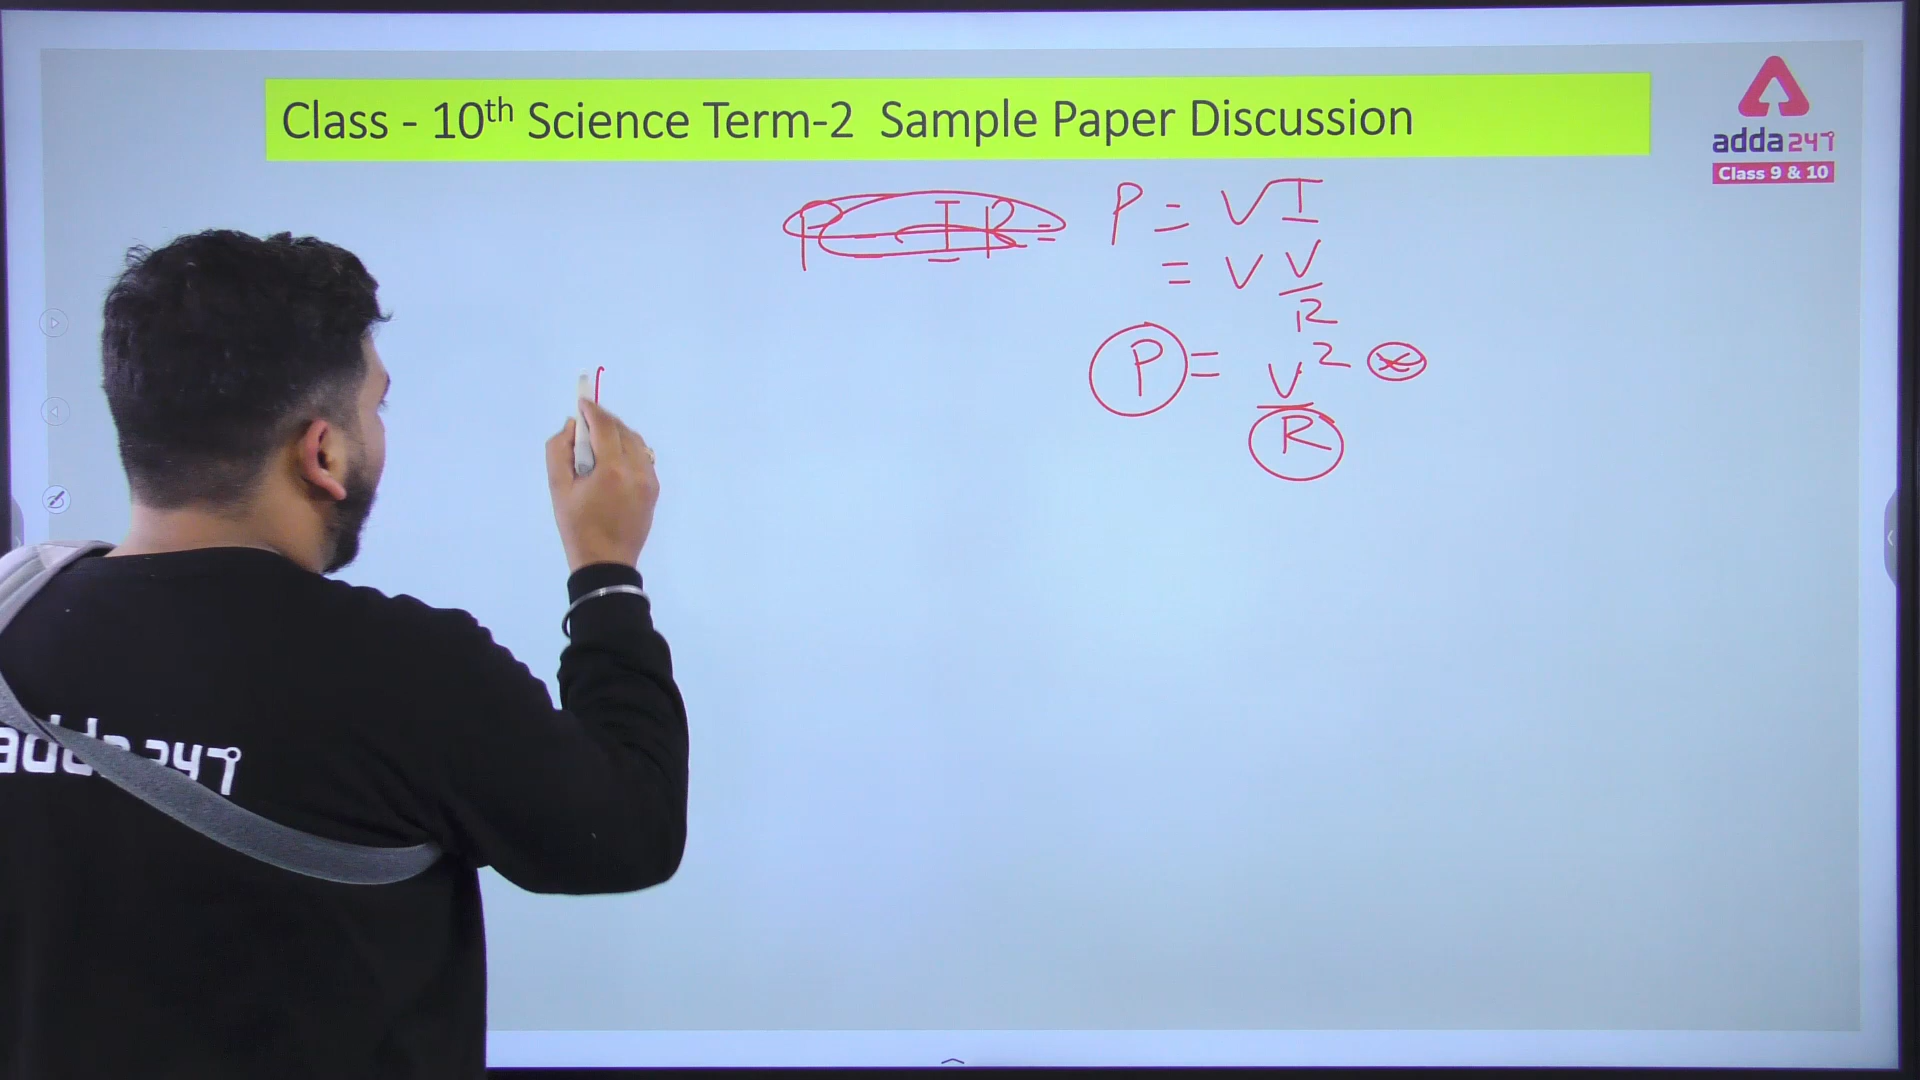 Class - 10th Science Term-2 Sample Paper Discussion
adda247
Class 9 & 10
P = VI
= V V/R
P = V²/R
adda247